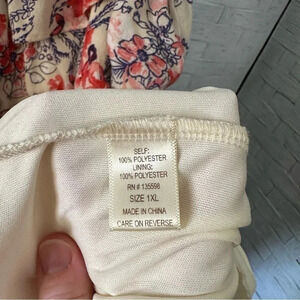 SELF:
100% POLYESTER
LINING:
100% POLYESTER
RN # 135598
SIZE 1XL
MADE IN CHINA
CARE ON REVERSE